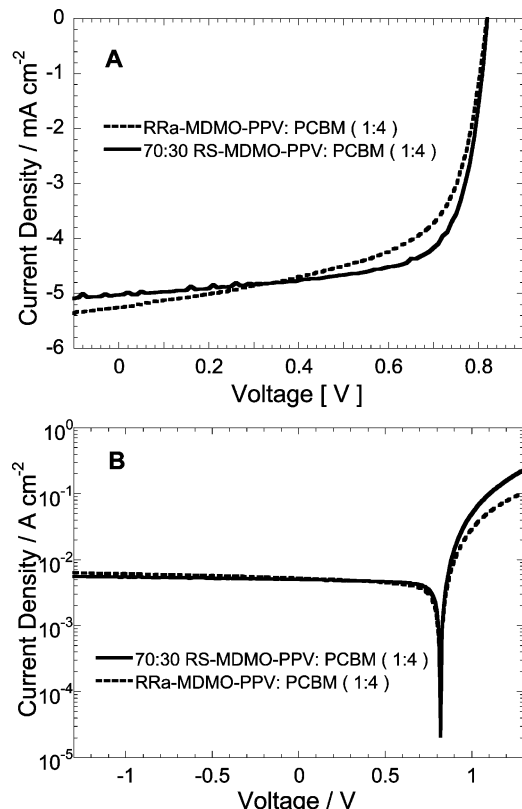 A
0
-1
-2
-3
-4
-5
-6
Current Density / mA cm-2
RRa-MDMO-PPV: PCBM ( 1:4 )
70:30 RS-MDMO-PPV: PCBM ( 1:4 )
0 0.2 0.4 0.6 0.8
Voltage [ V ]
B
10^0
10^-1
10^-2
10^-3
10^-4
10^-5
Current Density / A cm-2
70:30 RS-MDMO-PPV: PCBM ( 1:4 )
RRa-MDMO-PPV: PCBM ( 1:4 )
-1 -0.5 0 0.5 1
Voltage / V